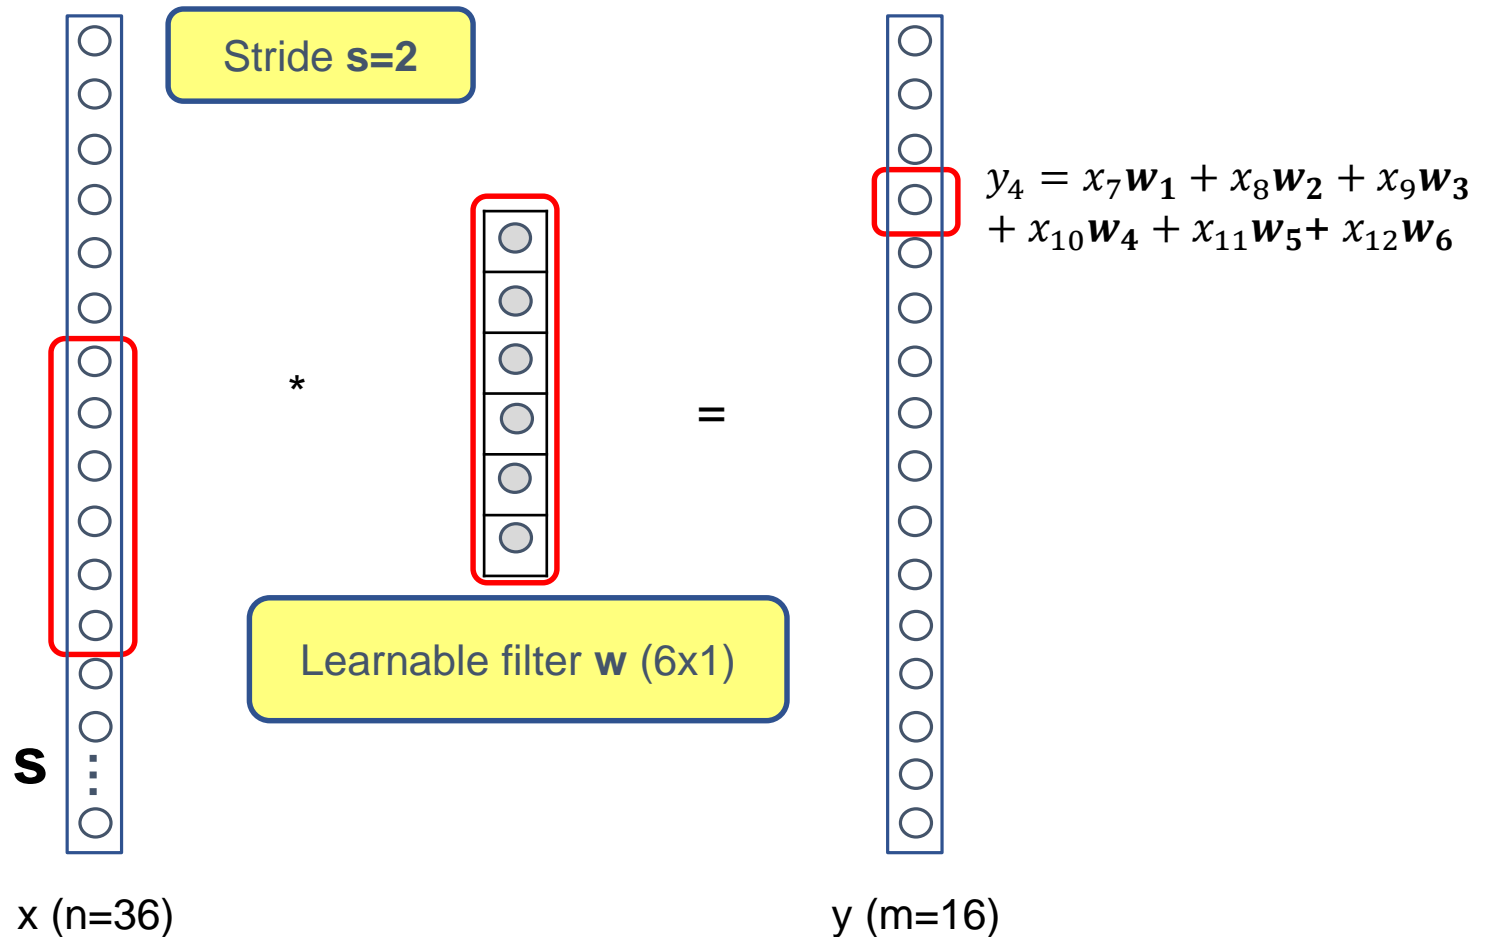 Stride s=2
y₄ = x₇w₁ + x₈w₂ + x₉w₃
+ x₁₀w₄ + x₁₁w₅+ x₁₂w₆
*
=
Learnable filter w (6x1)
s
⋮
x (n=36)
y (m=16)